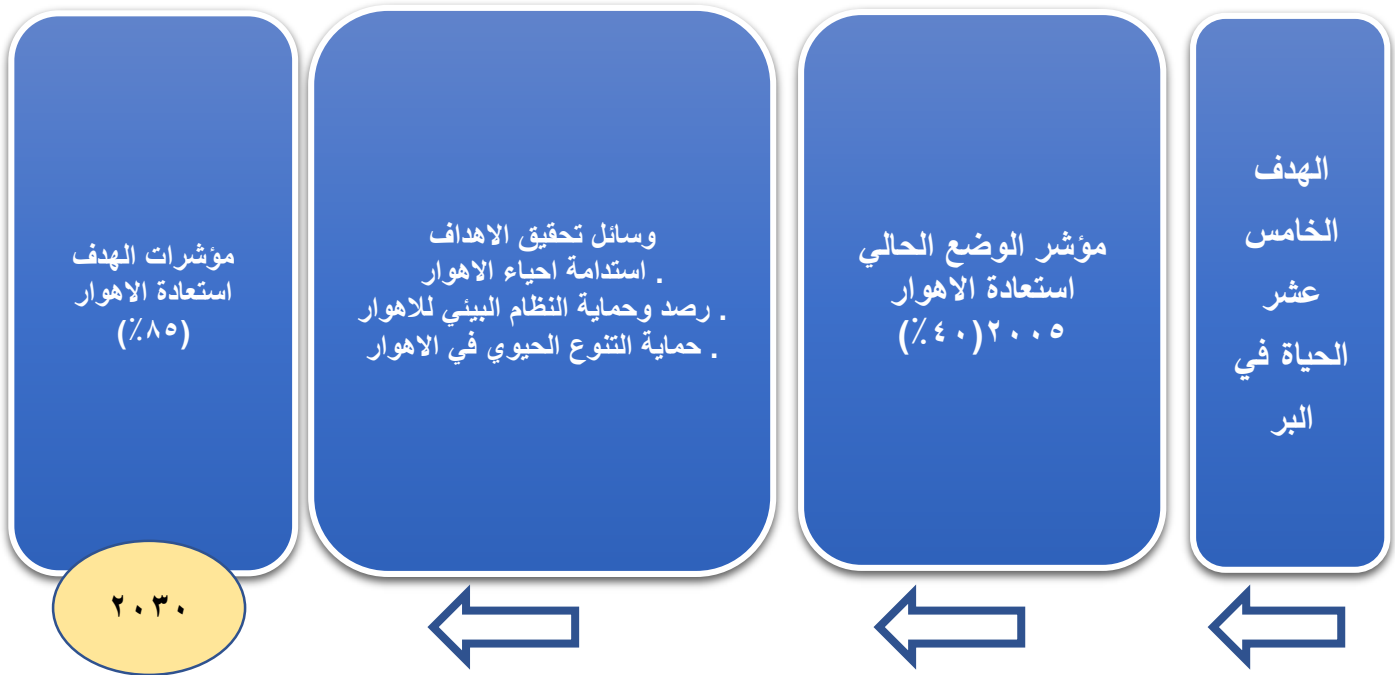 الهدف
الخامس
عشر
الحياة في
البر
مؤشر الوضع الحالي
استعادة الاهوار
٢٠٠٥(٤٠٪)
وسائل تحقيق الاهداف
. استدامة احياء الاهوار
. رصد وحماية النظام البيئي للاهوار
. حماية التنوع الحيوي في الاهوار
مؤشرات الهدف
استعادة الاهوار
(٨٥٪)
٢٠٣٠